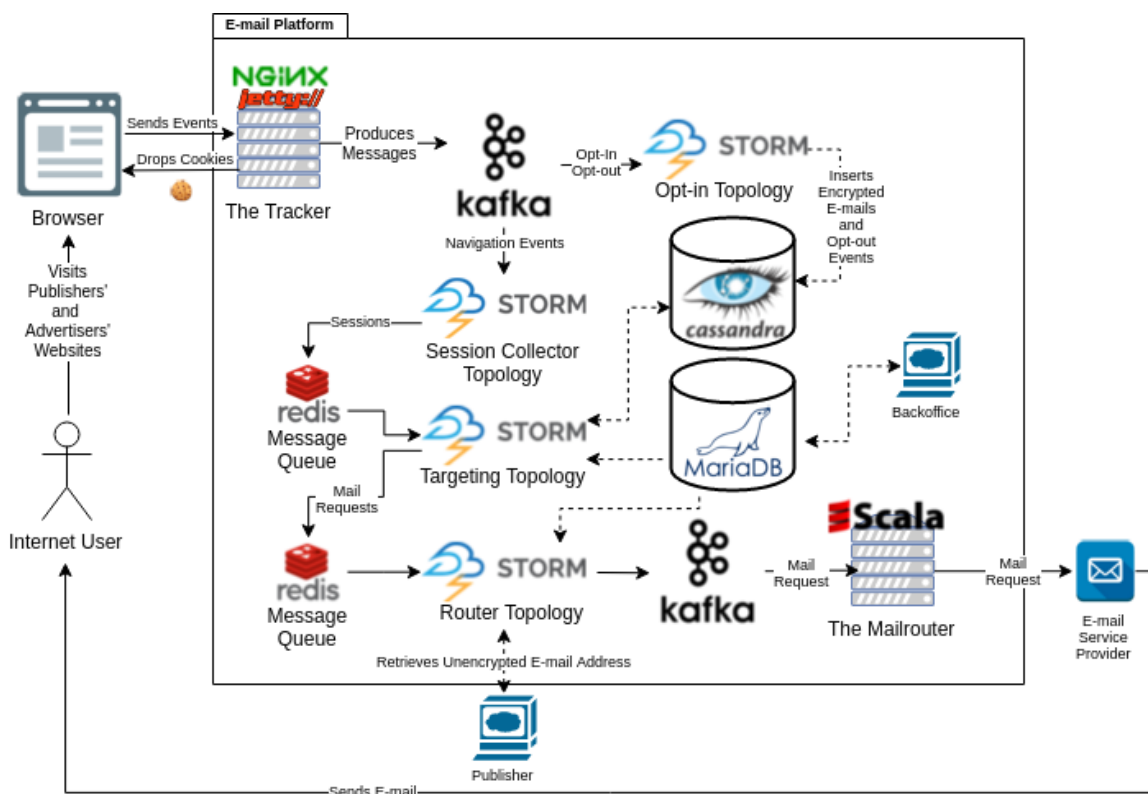 E-mail Platform
NGiNX
jetty://
Sends Events
Drops Cookies
Browser
The Tracker
Produces
Messages
kafka
Opt-In
Opt-out
STORM
Opt-in Topology
Inserts
Encrypted
E-mails
and
Opt-out
Events
Navigation Events
Visits
Publishers'
and
Advertisers'
Websites
Internet User
STORM
Session Collector
Topology
Sessions
cassandra
redis
Message
Queue
STORM
Targeting Topology
MariaDB
Backoffice
Mail
Requests
redis
Message
Queue
STORM
Router Topology
kafka
Mail
Request
Scala
The Mailrouter
Mail
Request
E-mail
Service
Provider
Retrieves Unencrypted E-mail Address
Publisher
Sends E-mail